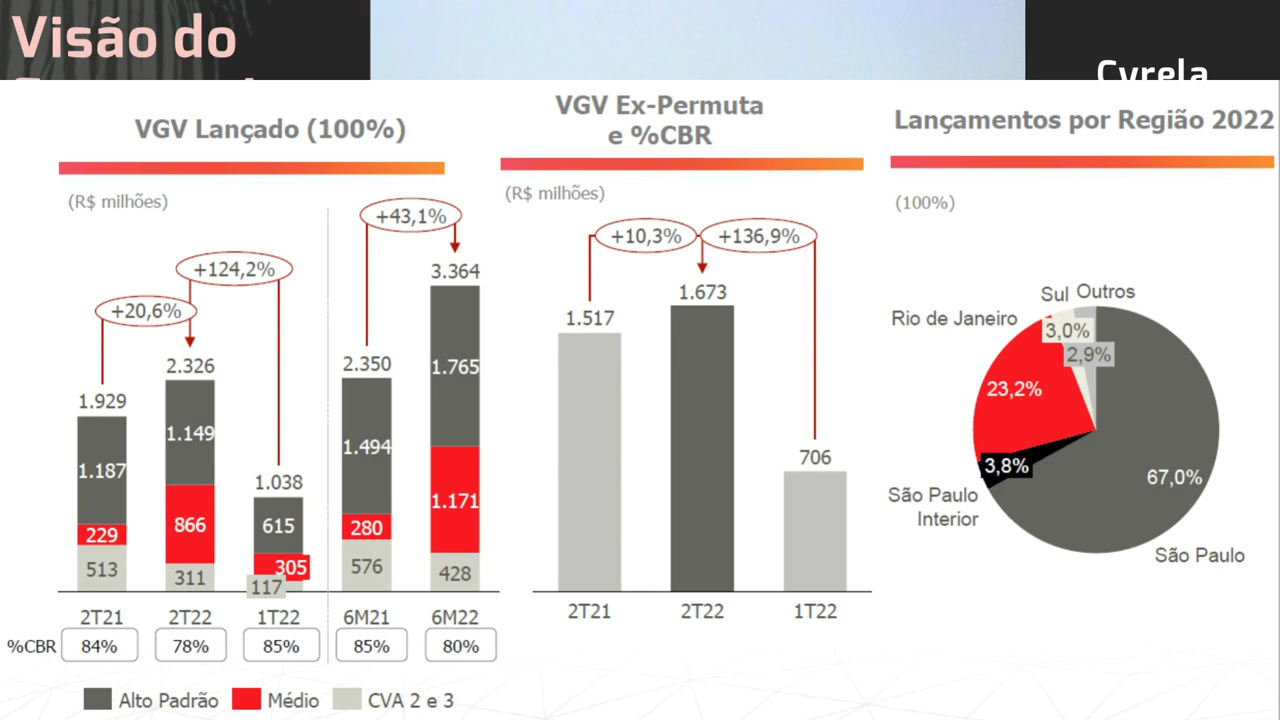 Visão do
Cyrela
VGV Lançado (100%)
(R$ milhões)
+43,1%
+124,2%
+20,6%
3.364
2.326
2.350
1.929
1.038
1.765
1.149
1.494
1.187
615
1.171
866
280
229
305
576
513
311
117
428
2T21 2T22 1T22 6M21 6M22
%CBR 84% 78% 85% 85% 80%
Alto Padrão Médio CVA 2 e 3
VGV Ex-Permuta
e %CBR
(R$ milhões)
+10,3% +136,9%
1.517
1.673
706
2T21 2T22 1T22
Lançamentos por Região 2022
(100%)
Sul Outros
Rio de Janeiro
3,0%
2,9%
23,2%
3,8%
67,0%
São Paulo
Interior
São Paulo